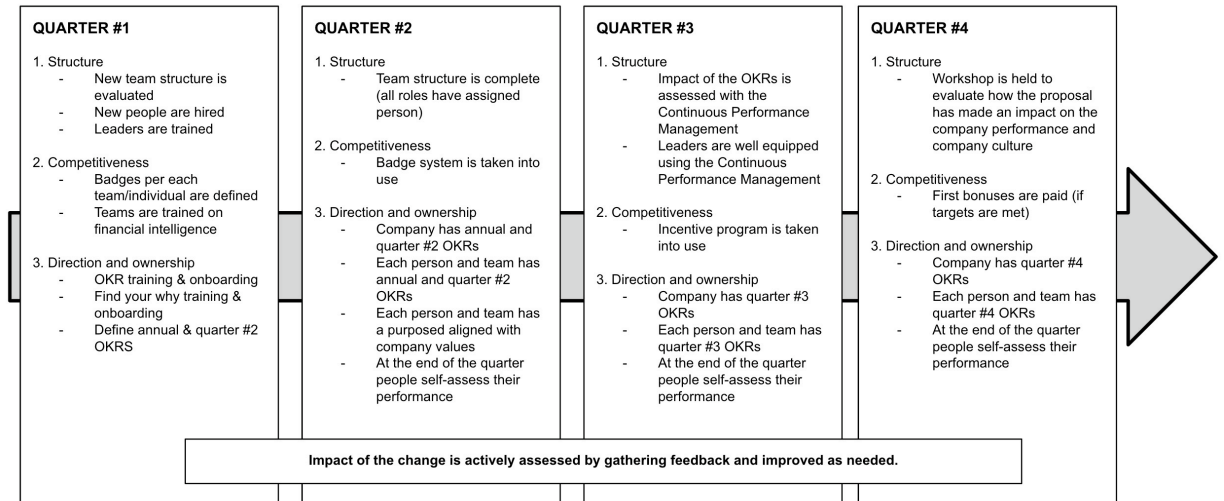 QUARTER #1
1. Structure
- New team structure is
evaluated
- New people are hired
- Leaders are trained
2. Competitiveness
- Badges per each
team/individual are defined
- Teams are trained on
financial intelligence
3. Direction and ownership
- OKR training & onboarding
- Find your why training &
onboarding
- Define annual & quarter #2
OKRS
QUARTER #2
1. Structure
- Team structure is complete
(all roles have assigned
person)
2. Competitiveness
- Badge system is taken into
use
3. Direction and ownership
- Company has annual and
quarter #2 OKRs
- Each person and team has
annual and quarter #2
OKRs
- Each person and team has
a purposed aligned with
company values
- At the end of the quarter
people self-assess their
performance
QUARTER #3
1. Structure
- Impact of the OKRs is
assessed with the
Continuous Performance
Management
- Leaders are well equipped
using the Continuous
Performance Management
2. Competitiveness
- Incentive program is taken
into use
3. Direction and ownership
- Company has quarter #3
OKRs
- Each person and team has
quarter #3 OKRs
- At the end of the quarter
people self-assess their
performance
QUARTER #4
1. Structure
- Workshop is held to
evaluate how the proposal
has made an impact on the
company performance and
company culture
2. Competitiveness
- First bonuses are paid (if
targets are met)
3. Direction and ownership
- Company has quarter #4
OKRs
- Each person and team has
quarter #4 OKRs
- At the end of the quarter
people self-assess their
performance
Impact of the change is actively assessed by gathering feedback and improved as needed.